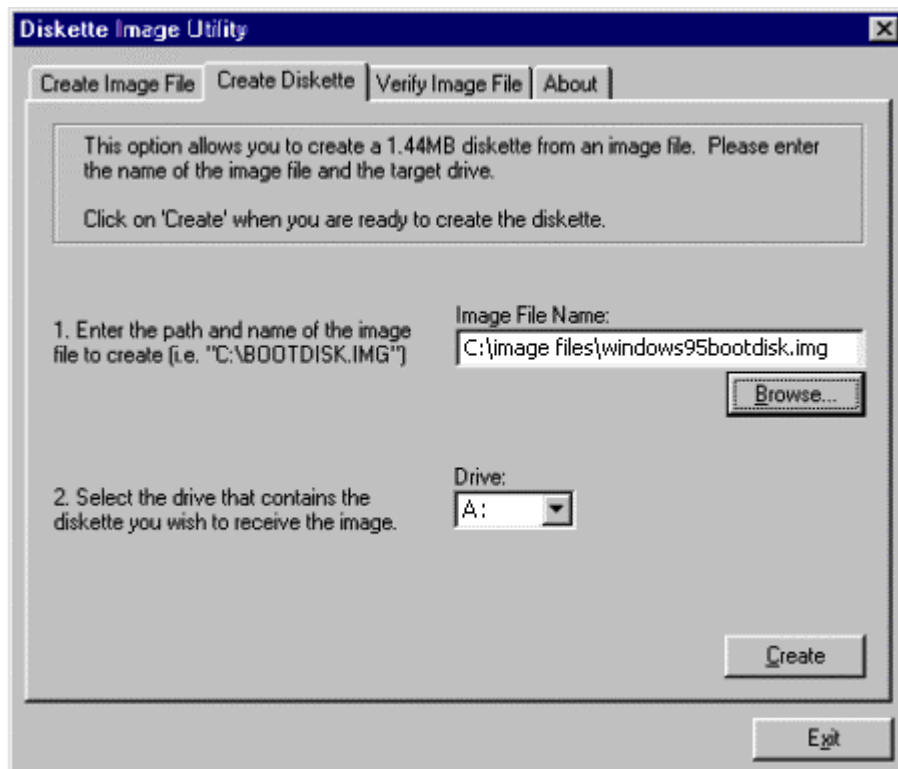 Diskette Image Utility
Create Image File
Create Diskette
Verify Image File
About
This option allows you to create a 1.44MB diskette from an image file.  Please enter
the name of the image file and the target drive.
Click on 'Create' when you are ready to create the diskette.
1. Enter the path and name of the image
file to create (i.e. "C:\BOOTDISK.IMG")
Image File Name:
C:\image files\windows95bootdisk.img
Browse...
2. Select the drive that contains the
diskette you wish to receive the image.
Drive:
A:
Create
Exit